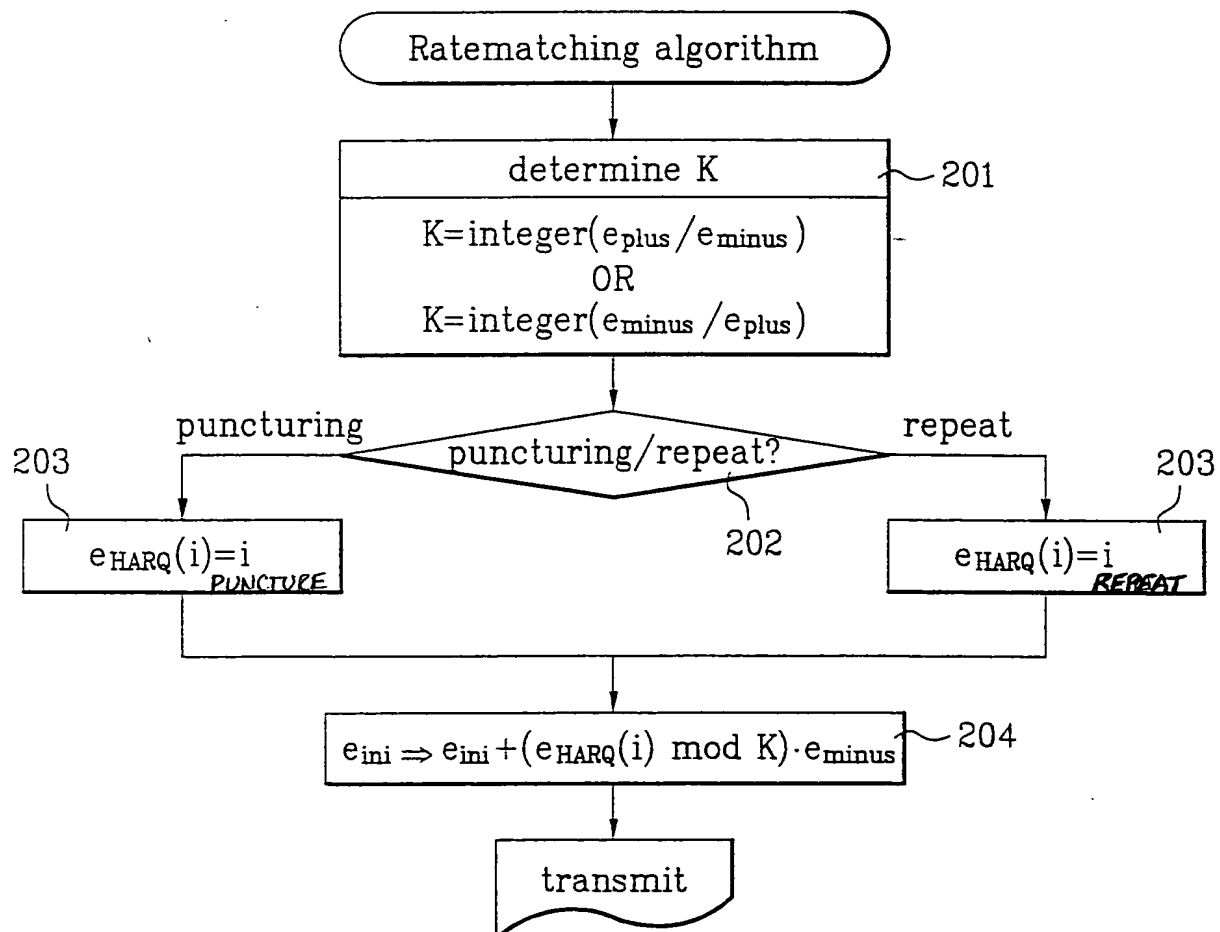 Ratematching algorithm
determine K
201
K=integer(eplus/eminus)
OR
K=integer(eminus/eplus)
puncturing
puncturing/repeat?
repeat
202
203
eHARQ(i)=i
PUNCTURE
203
eHARQ(i)=i
REPEAT
eini⇒eini+(eHARQ(i) mod K)·eminus
204
transmit